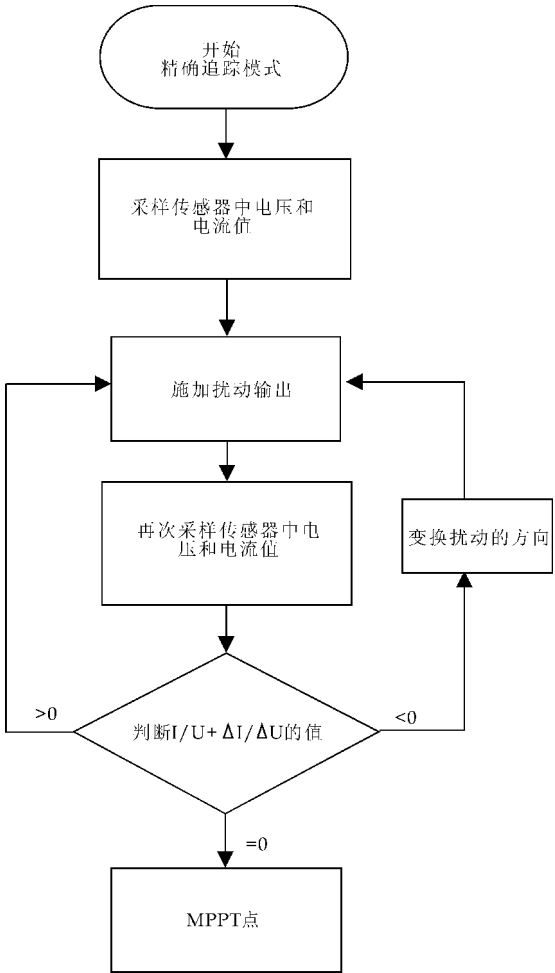 开始
精确追踪模式
采样传感器中电压和
电流值
施加扰动输出
再次采样传感器中电
压和电流值
变换扰动的方向
>0
判断I/U+ΔI/ΔU的值
<0
=0
MPPT点